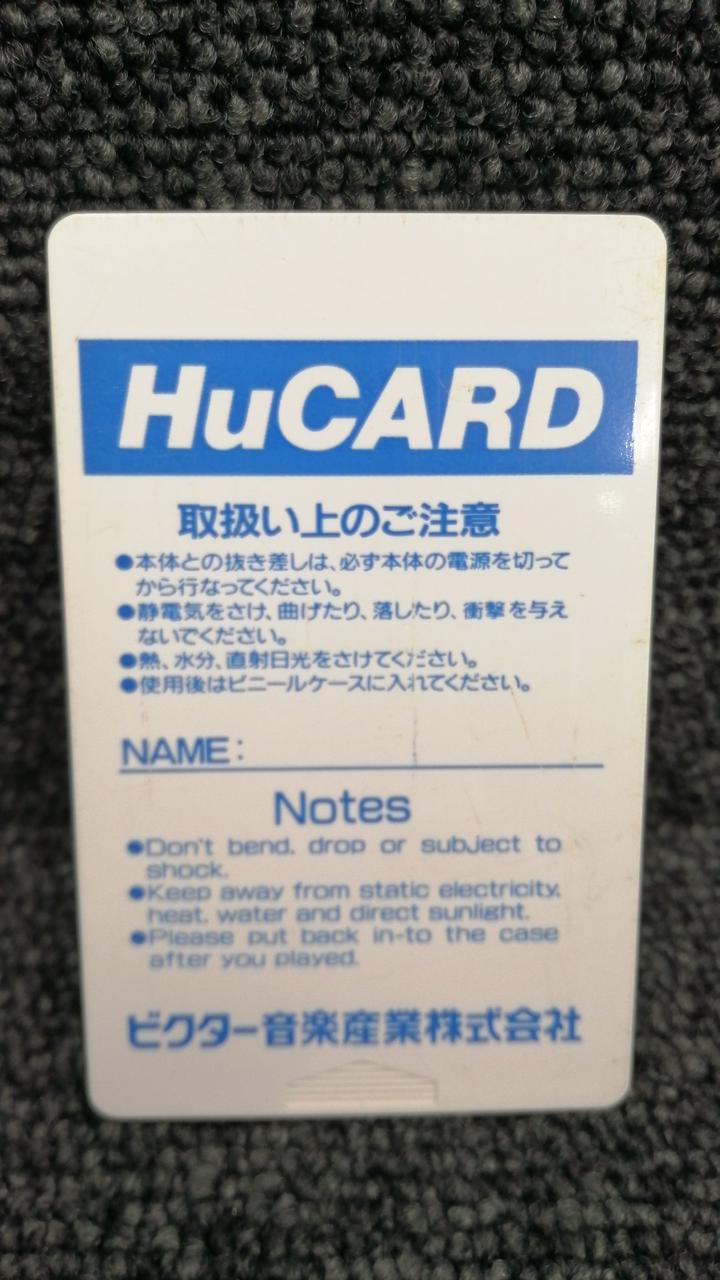 HuCARD
取扱い上のご注意
●本体との抜き差しは、必ず本体の電源を切って
から行なってください。
●静電気をさけ、曲げたり、落したり、衝撃を与え
ないでください。
●熱、水分、直射日光をさけてください。
●使用後はビニールケースに入れてください。
NAME:
Notes
●Don't bend, drop or subject to
shock.
●Keep away from static electricity,
heat, water and direct sunlight.
●Please put back in-to the case
after you played.
ビクター音楽産業株式会社